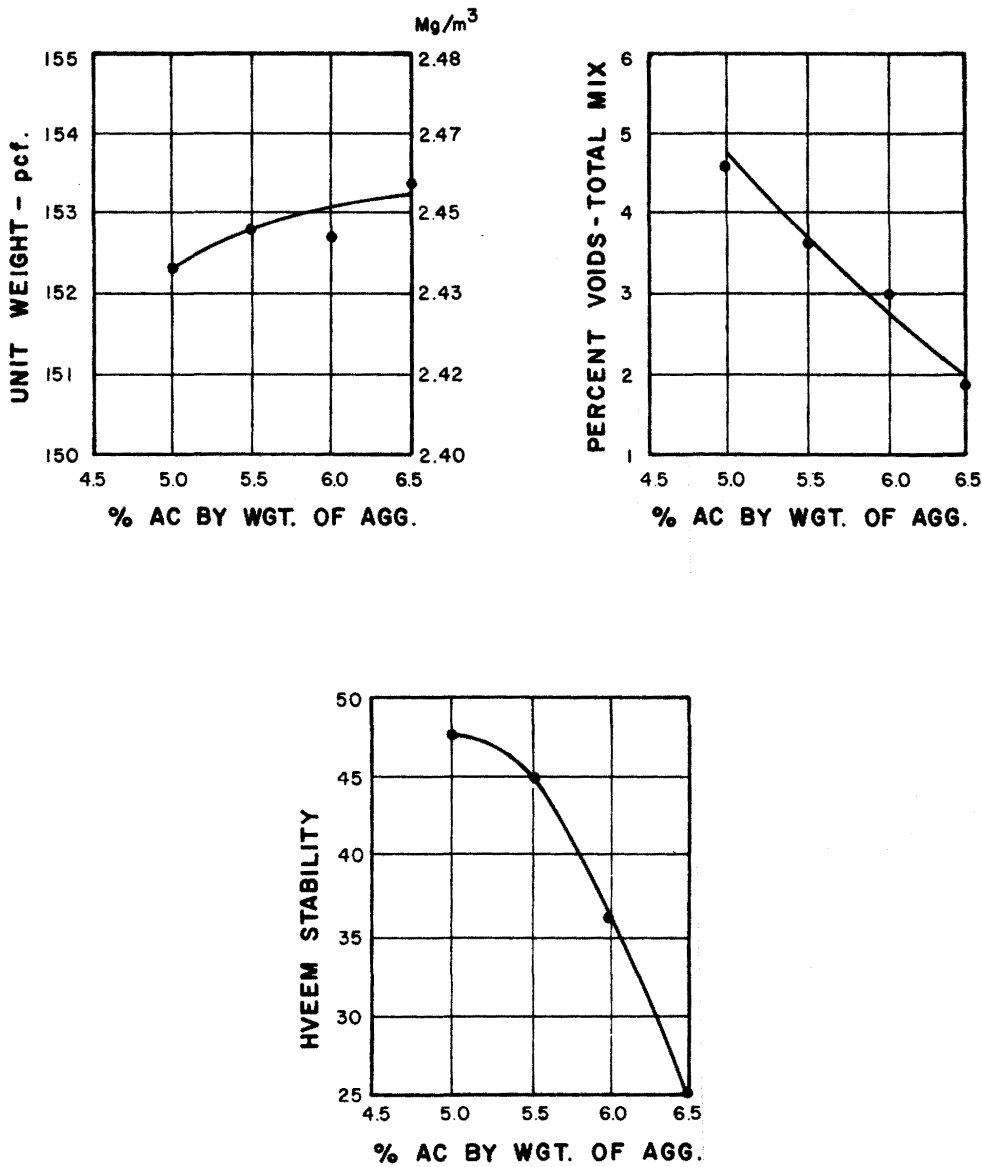 Mg/m³
UNIT WEIGHT - pcf.
155
154
153
152
151
150
2.48
2.47
2.45
2.43
2.42
2.40
4.5 5.0 5.5 6.0 6.5
% AC BY WGT. OF AGG.
PERCENT VOIDS-TOTAL MIX
6
5
4
3
2
1
4.5 5.0 5.5 6.0 6.5
% AC BY WGT. OF AGG.
HVEEM STABILITY
50
45
40
35
30
25
4.5 5.0 5.5 6.0 6.5
% AC BY WGT. OF AGG.